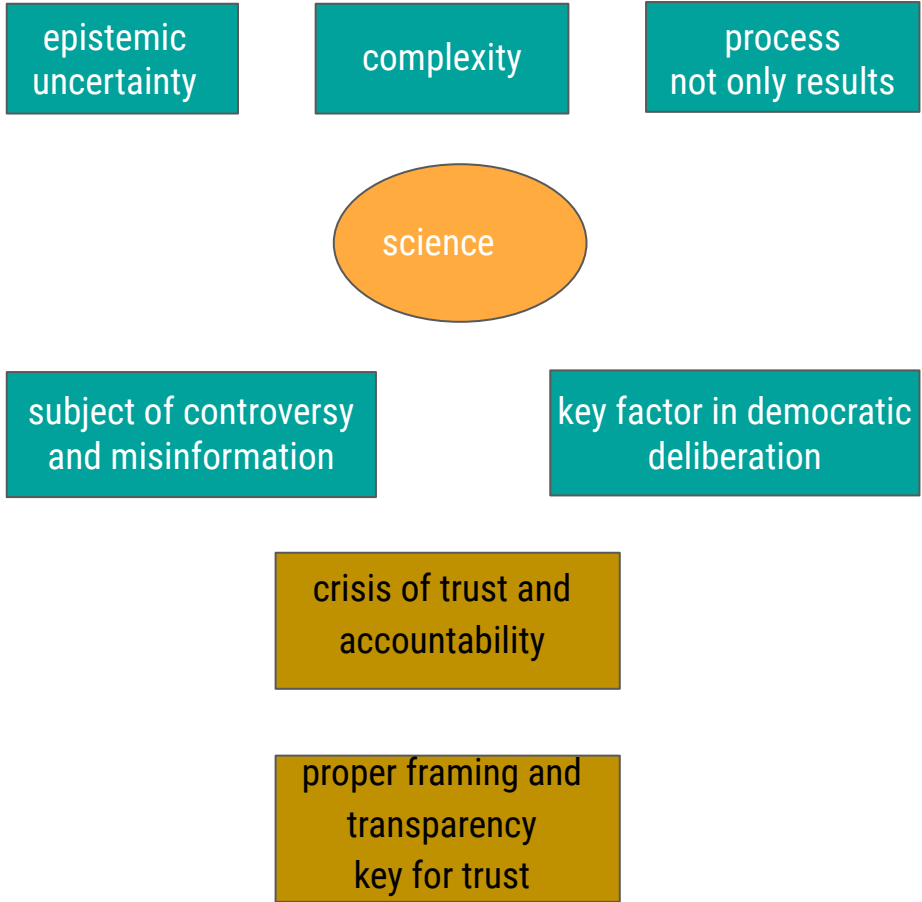 epistemic
uncertainty
complexity
process
not only results
science
subject of controversy
and misinformation
key factor in democratic
deliberation
crisis of trust and
accountability
proper framing and
transparency
key for trust